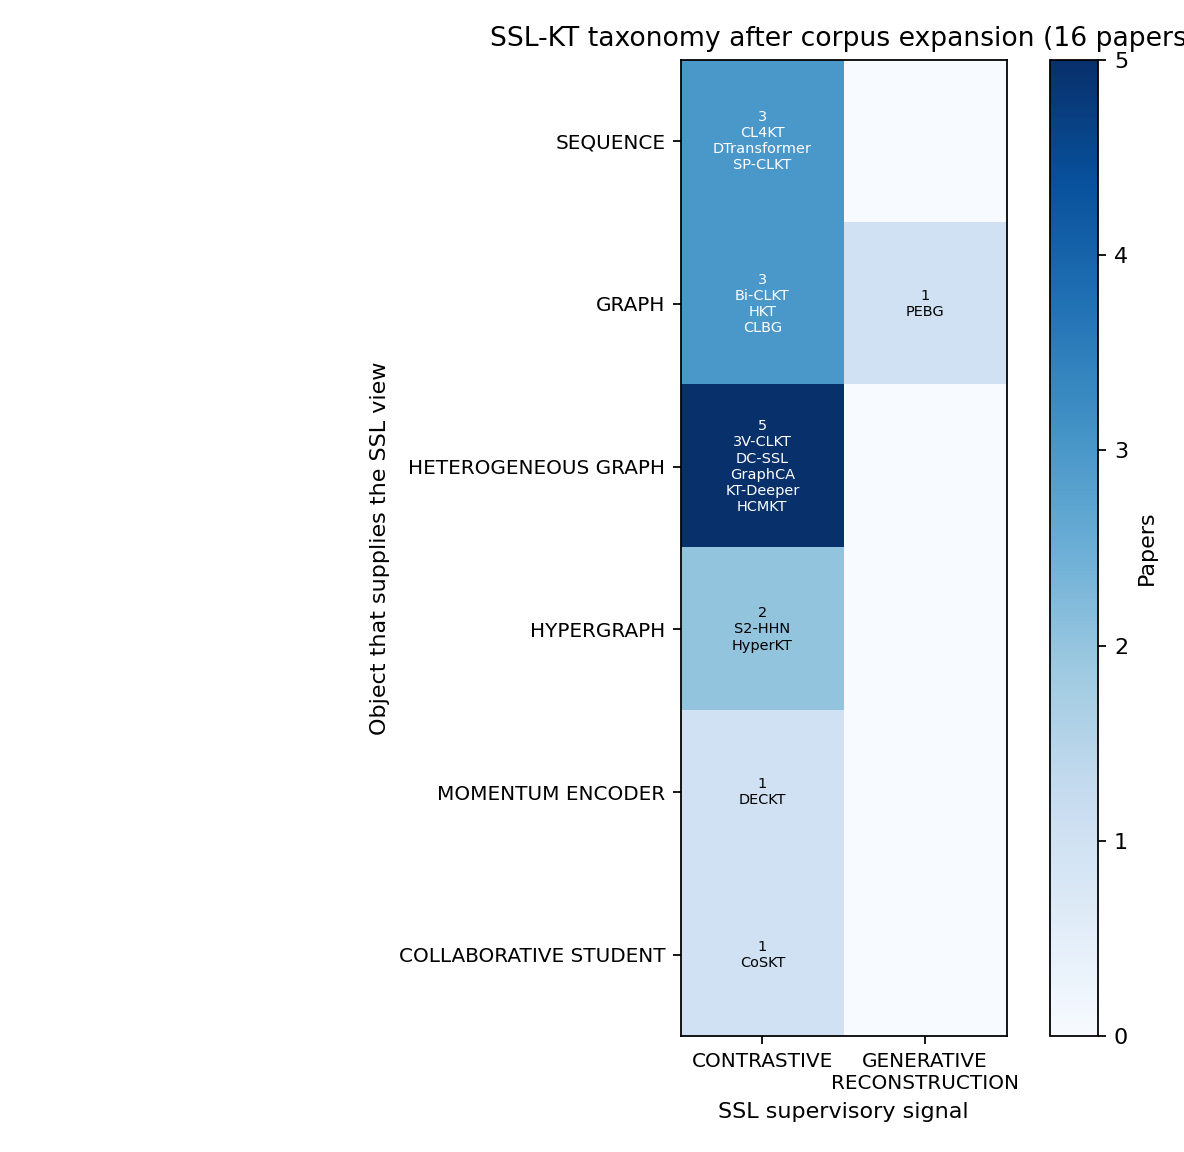 SSL-KT taxonomy after corpus expansion (16 papers
SEQUENCE
3
CL4KT
DTransformer
SP-CLKT
GRAPH
3
Bi-CLKT
HKT
CLBG
1
PEBG
HETEROGENEOUS GRAPH
5
3V-CLKT
DC-SSL
GraphCA
KT-Deeper
HCMKT
HYPERGRAPH
2
S2-HHN
HyperKT
MOMENTUM ENCODER
1
DECKT
COLLABORATIVE STUDENT
1
CoSKT
Object that supplies the SSL view
CONTRASTIVE
GENERATIVE
RECONSTRUCTION
SSL supervisory signal
5
4
3
2
1
0
Papers